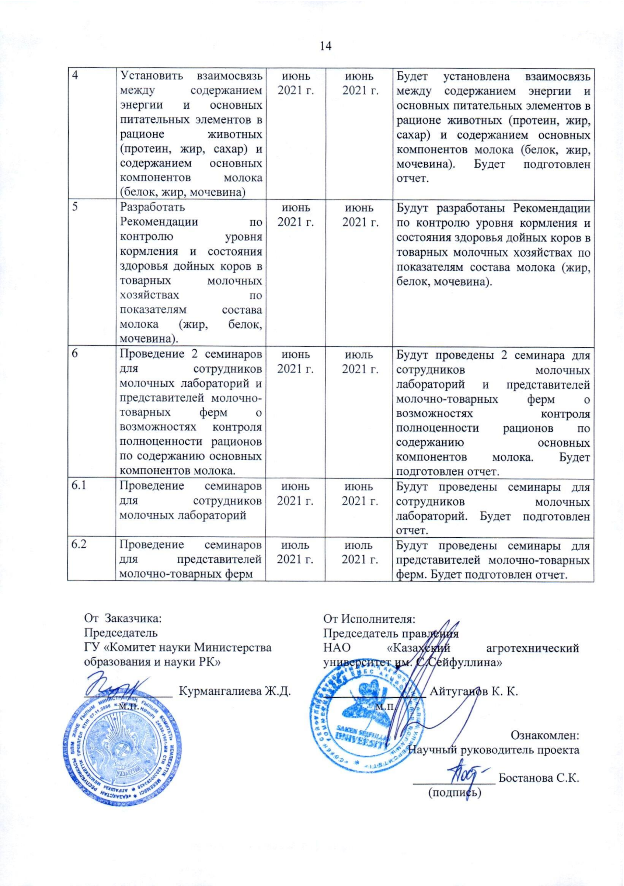 14
4
Установить взаимосвязь
между содержанием
энергии и основных
питательных элементов в
рационе животных
(протеин, жир, сахар) и
содержанием основных
компонентов молока
(белок, жир, мочевина)
июнь
2021 г.
июнь
2021 г.
Будет установлена взаимосвязь
между содержанием энергии и
основных питательных элементов в
рационе животных (протеин, жир,
сахар) и содержанием основных
компонентов молока (белок, жир,
мочевина). Будет подготовлен
отчет.
5
Разработать
Рекомендации по
контролю уровня
кормления и состояния
здоровья дойных коров в
товарных молочных
хозяйствах по
показателям состава
молока (жир, белок,
мочевина).
июнь
2021 г.
июнь
2021 г.
Будут разработаны Рекомендации
по контролю уровня кормления и
состояния здоровья дойных коров в
товарных молочных хозяйствах по
показателям состава молока (жир,
белок, мочевина).
6
Проведение 2 семинаров
для сотрудников
молочных лабораторий и
представителей молочно-
товарных ферм о
возможностях контроля
полноценности рационов
по содержанию основных
компонентов молока.
июнь
2021 г.
июль
2021 г.
Будут проведены 2 семинара для
сотрудников молочных
лабораторий и представителей
молочно-товарных ферм о
возможностях контроля
полноценности рационов по
содержанию основных
компонентов молока. Будет
подготовлен отчет.
6.1
Проведение семинаров
для сотрудников
молочных лабораторий
июнь
2021 г.
июнь
2021 г.
Будут проведены семинары для
сотрудников молочных
лабораторий. Будет подготовлен
отчет.
6.2
Проведение семинаров
для представителей
молочно-товарных ферм
июль
2021 г.
июль
2021 г.
Будут проведены семинары для
представителей молочно-товарных
ферм. Будет подготовлен отчет.
От Заказчика:
Председатель
ГУ «Комитет науки Министерства
образования и науки РК»
Курмангалиева Ж.Д.
м.п.
От Исполнителя:
Председатель правления
НАО «Казахский агротехнический
университет им. С.Сейфуллина»
Айтуганов К. К.
м.п.
SAKEN SEIFULLIN
UNIVERSITY
Ознакомлен:
Научный руководитель проекта
Бостанова С.К.
(подпись)